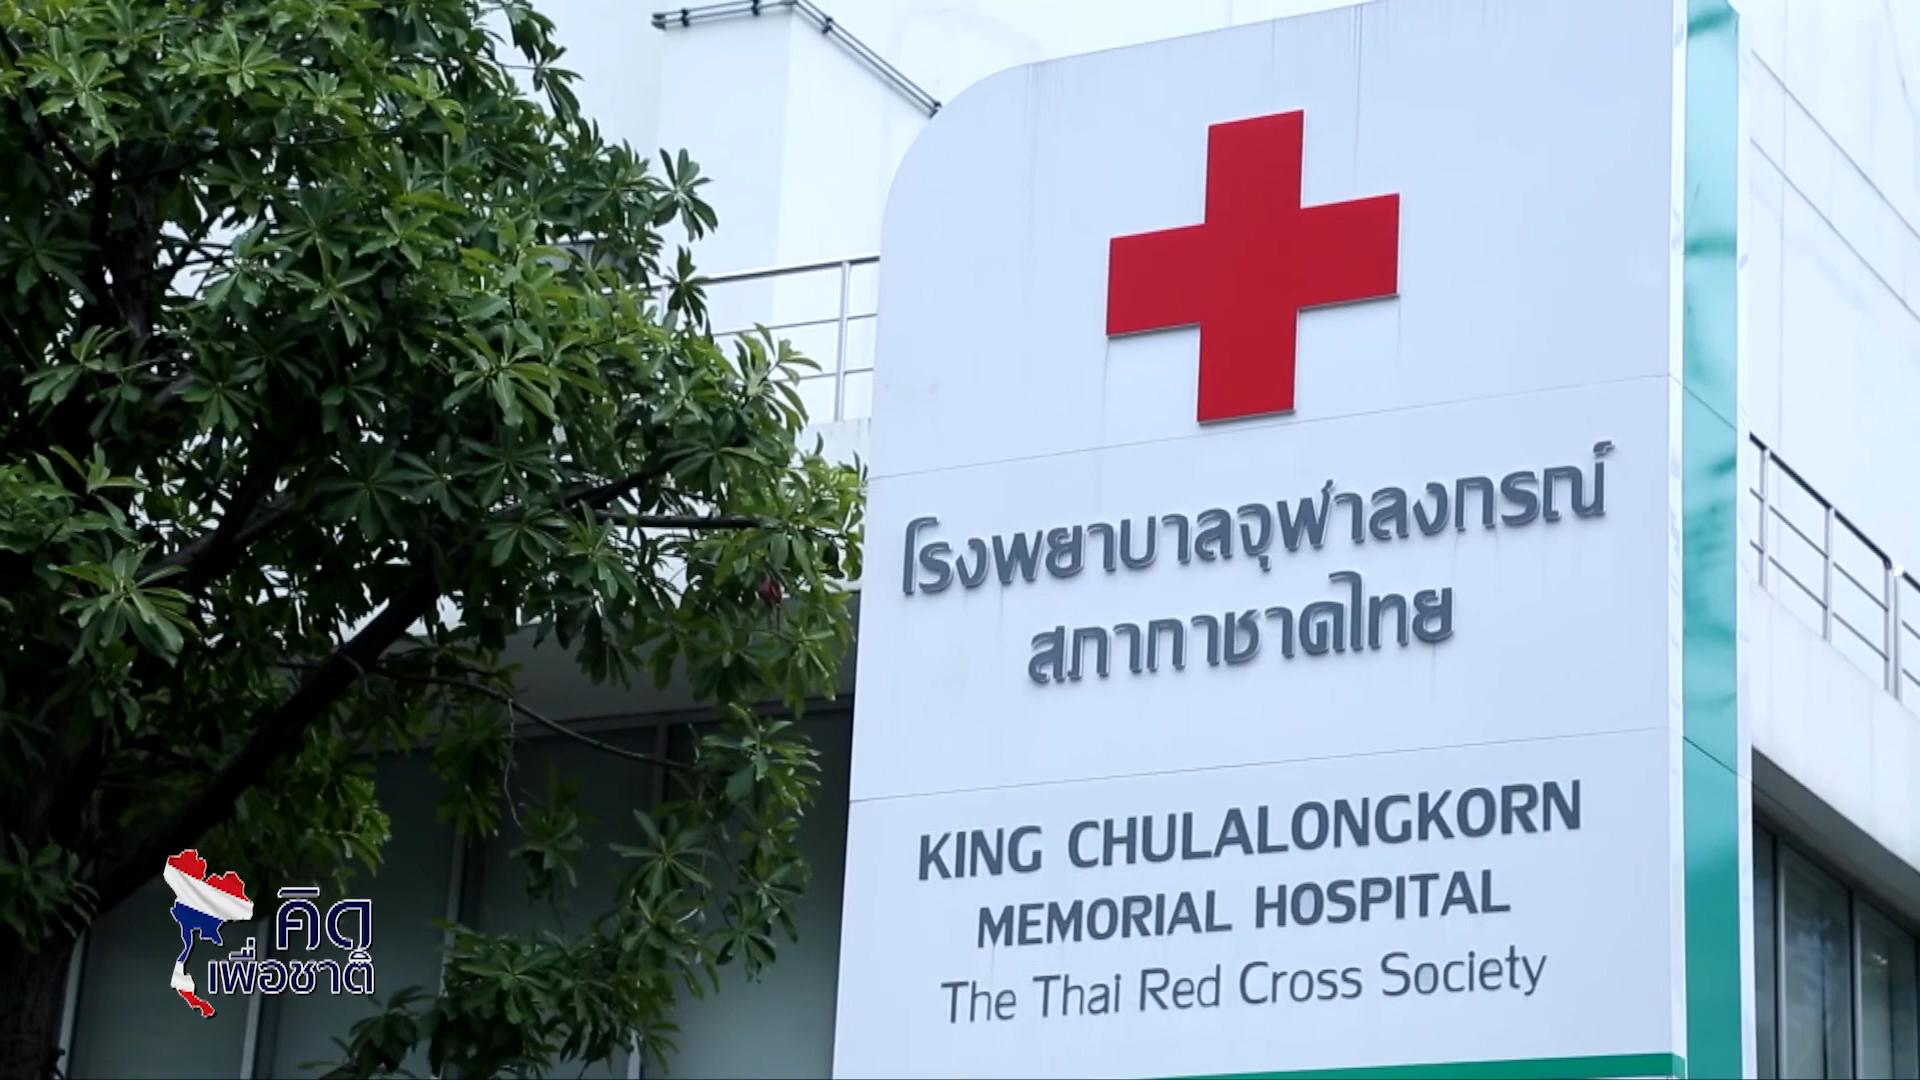 โรงพยาบาลจุฬาลงกรณ์
สภากาชาดไทย
KING CHULALONGKORN
MEMORIAL HOSPITAL
The Thai Red Cross Society
คิด
เพื่อชาติ